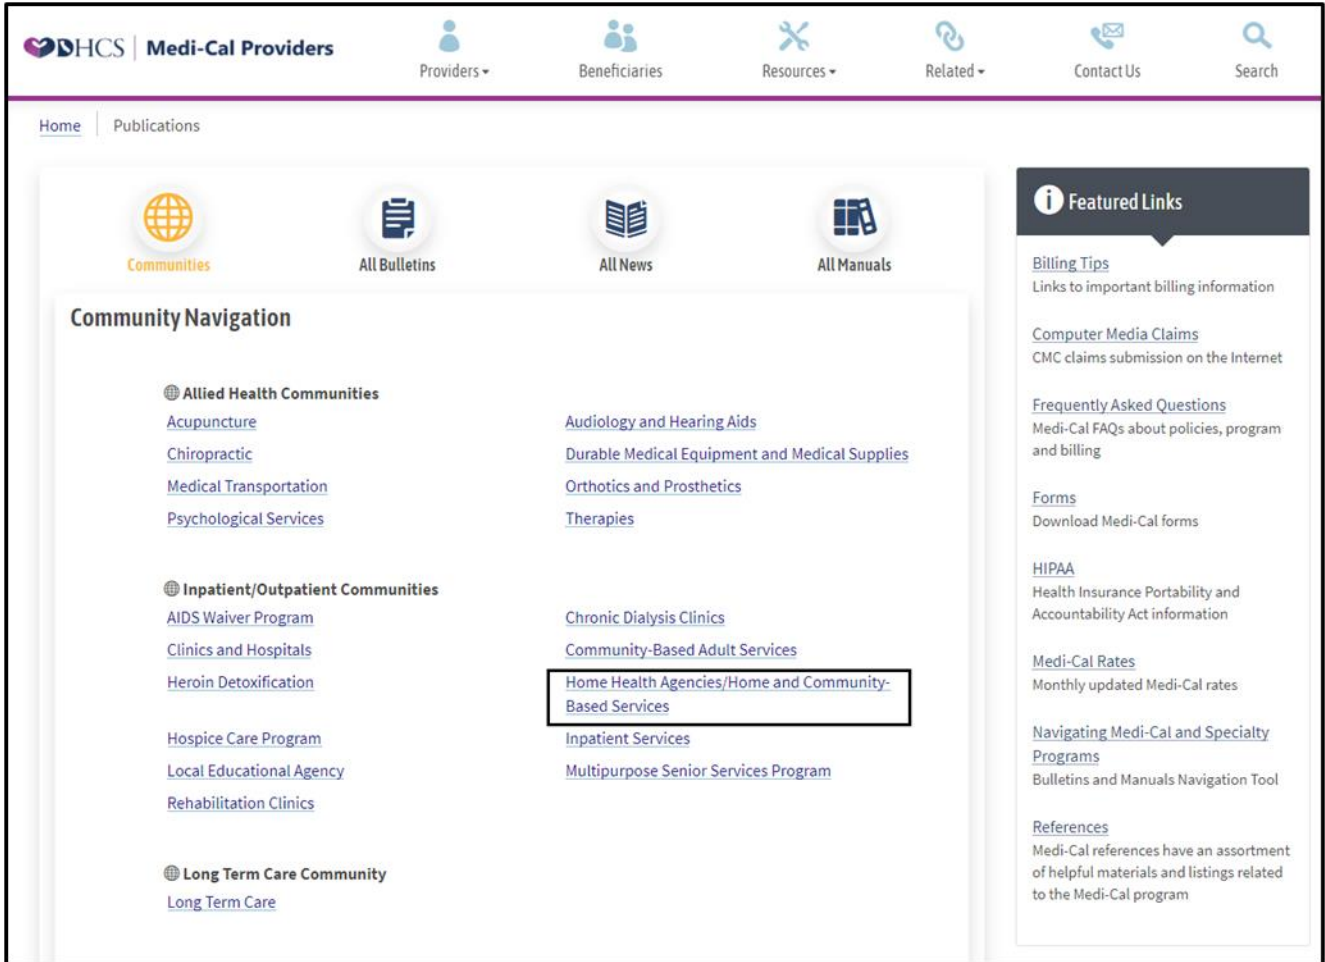 DHCS | Medi-Cal Providers
Providers
Beneficiaries
Resources
Related
Contact Us
Search
Home
Publications
Communities
All Bulletins
All News
All Manuals
Community Navigation
Allied Health Communities
Acupuncture
Audiology and Hearing Aids
Chiropractic
Durable Medical Equipment and Medical Supplies
Medical Transportation
Orthotics and Prosthetics
Psychological Services
Therapies
Inpatient/Outpatient Communities
AIDS Waiver Program
Chronic Dialysis Clinics
Clinics and Hospitals
Community-Based Adult Services
Heroin Detoxification
Home Health Agencies/Home and Community-
Based Services
Hospice Care Program
Inpatient Services
Local Educational Agency
Multipurpose Senior Services Program
Rehabilitation Clinics
Long Term Care Community
Long Term Care
Featured Links
Billing Tips
Links to important billing information
Computer Media Claims
CMC claims submission on the Internet
Frequently Asked Questions
Medi-Cal FAQs about policies, program
and billing
Forms
Download Medi-Cal forms
HIPAA
Health Insurance Portability and
Accountability Act information
Medi-Cal Rates
Monthly updated Medi-Cal rates
Navigating Medi-Cal and Specialty
Programs
Bulletins and Manuals Navigation Tool
References
Medi-Cal references have an assortment
of helpful materials and listings related
to the Medi-Cal program